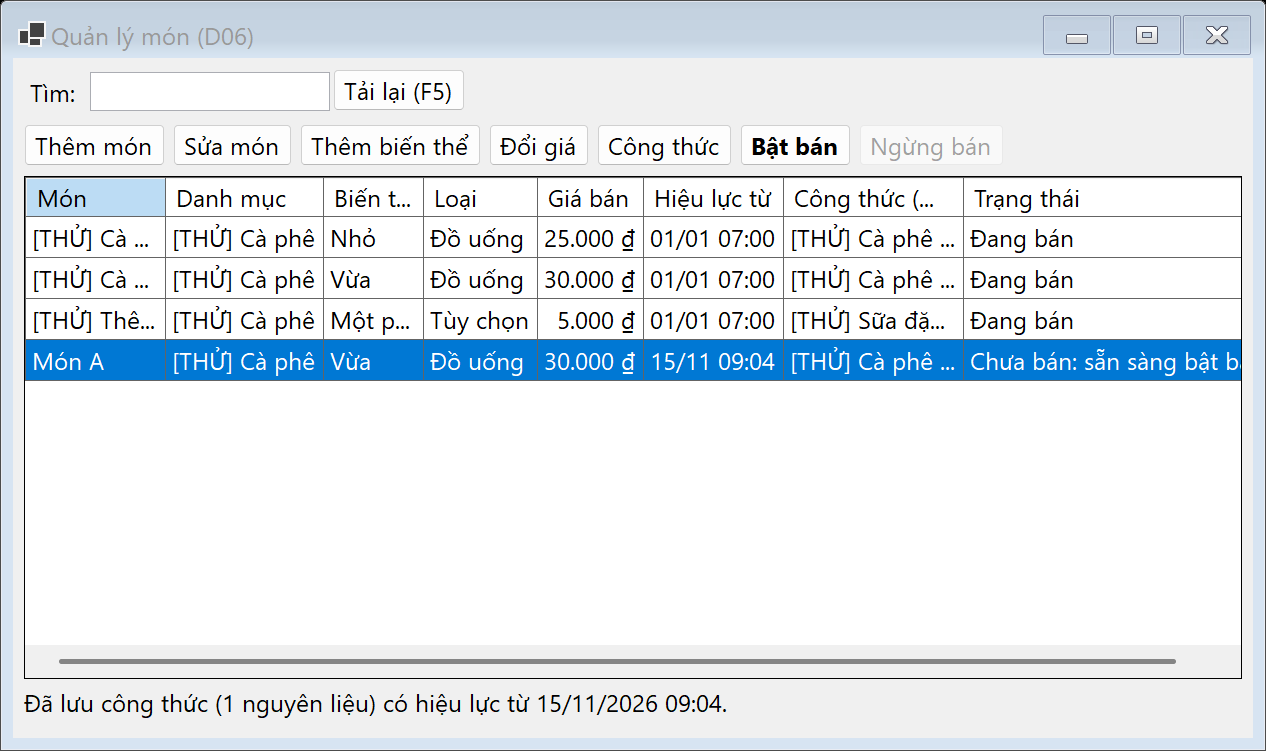 Quản lý món (D06)
Tìm: Tải lại (F5)
Thêm món Sửa món Thêm biến thể Đổi giá Công thức Bật bán Ngừng bán
Món Danh mục Biến t... Loại Giá bán Hiệu lực từ Công thức (... Trạng thái
[THỬ] Cà ... [THỬ] Cà phê Nhỏ Đồ uống 25.000 ₫ 01/01 07:00 [THỬ] Cà phê ... Đang bán
[THỬ] Cà ... [THỬ] Cà phê Vừa Đồ uống 30.000 ₫ 01/01 07:00 [THỬ] Cà phê ... Đang bán
[THỬ] Thê... [THỬ] Cà phê Một p... Tùy chọn 5.000 ₫ 01/01 07:00 [THỬ] Sữa đặ... Đang bán
Món A [THỬ] Cà phê Vừa Đồ uống 30.000 ₫ 15/11 09:04 [THỬ] Cà phê ... Chưa bán: sẵn sàng bật
Đã lưu công thức (1 nguyên liệu) có hiệu lực từ 15/11/2026 09:04.